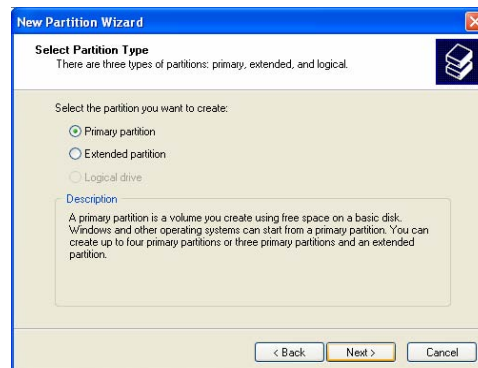 New Partition Wizard
Select Partition Type
There are three types of partitions: primary, extended, and logical.
Select the partition you want to create:
Primary partition
Extended partition
Logical drive
Description
A primary partition is a volume you create using free space on a basic disk.
Windows and other operating systems can start from a primary partition. You can
create up to four primary partitions or three primary partitions and an extended
partition.
< Back Next > Cancel